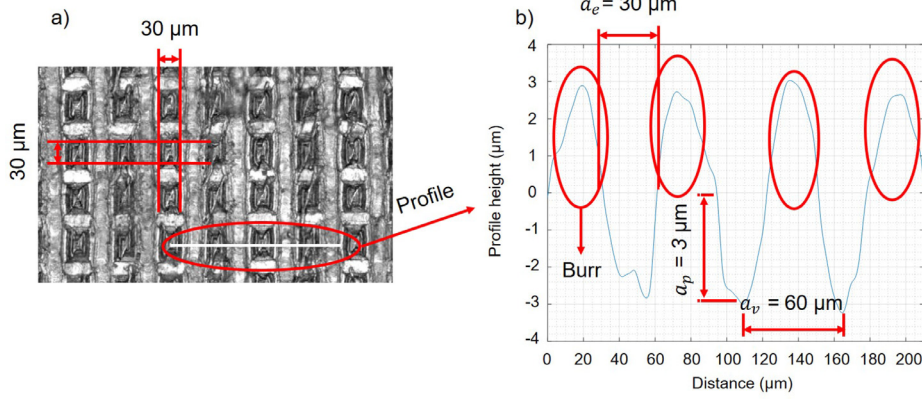 a)
30 μm
30 μm
Profile
b)
a_e = 30 μm
Profile height (μm)
4
3
2
1
0
-1
-2
-3
-4
Burr
a_p = 3 μm
a_v = 60 μm
0 20 40 60 80 100 120 140 160 180 200
Distance (μm)